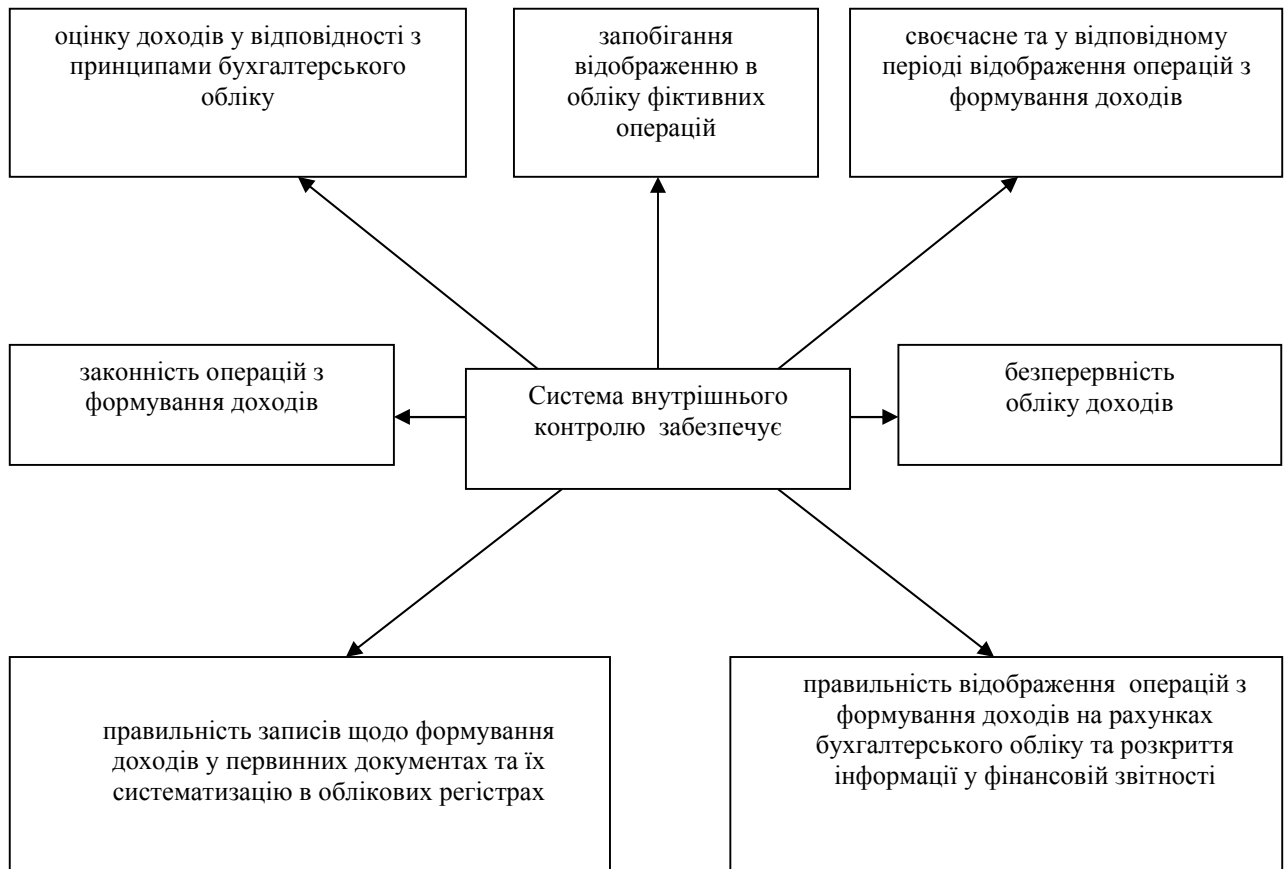 оцінку доходів у відповідності з
принципами бухгалтерського
обліку
запобігання
відображенню в
обліку фіктивних
операцій
своєчасне та у відповідному
періоді відображення операцій з
формування доходів
законність операцій з
формування доходів
Система внутрішнього
контролю забезпечує
безперервність
обліку доходів
правильність записів щодо формування
доходів у первинних документах та їх
систематизацію в облікових регістрах
правильність відображення операцій з
формування доходів на рахунках
бухгалтерського обліку та розкриття
інформації у фінансовій звітності